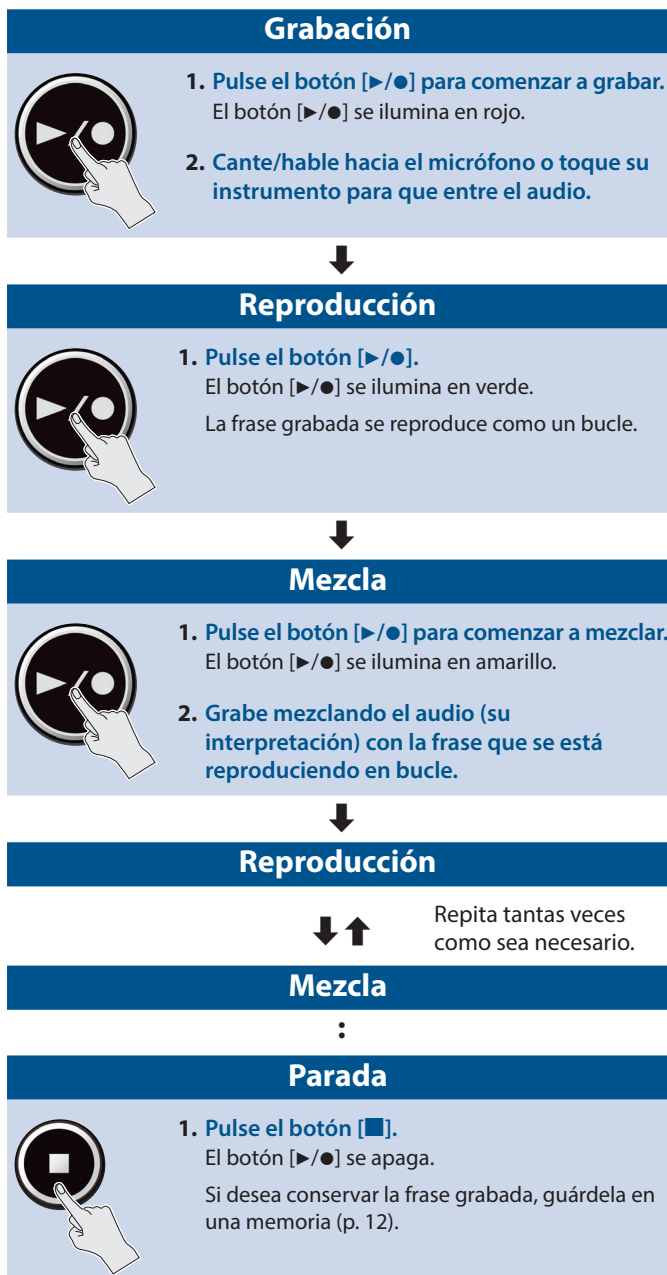 Grabación
1. Pulse el botón [►/●] para comenzar a grabar.
El botón [►/●] se ilumina en rojo.
2. Cante/hable hacia el micrófono o toque su
instrumento para que entre el audio.
Reproducción
1. Pulse el botón [►/●].
El botón [►/●] se ilumina en verde.
La frase grabada se reproduce como un bucle.
Mezcla
1. Pulse el botón [►/●] para comenzar a mezclar.
El botón [►/●] se ilumina en amarillo.
2. Grabe mezclando el audio (su
interpretación) con la frase que se está
reproduciendo en bucle.
Reproducción
Repita tantas veces
como sea necesario.
Mezcla
:
Parada
1. Pulse el botón [■].
El botón [►/●] se apaga.
Si desea conservar la frase grabada, guárdela en
una memoria (p. 12).